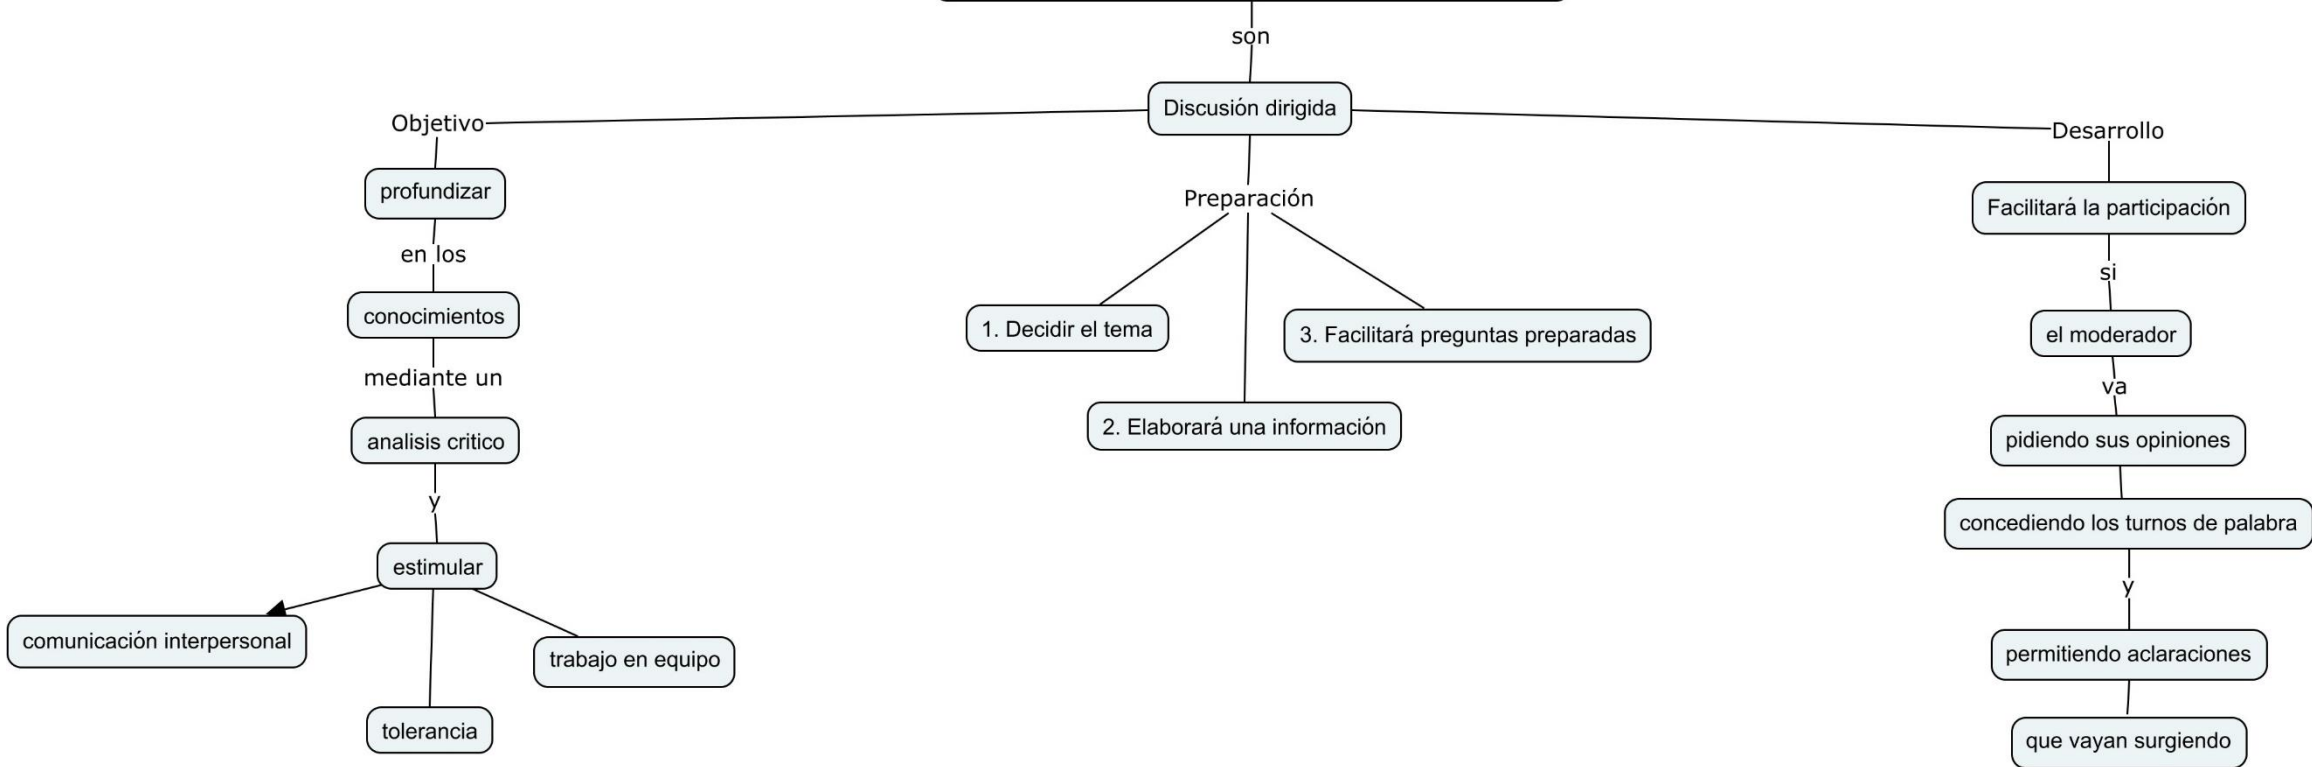 son
Discusión dirigida
Objetivo
profundizar
en los
conocimientos
mediante un
analisis critico
y
estimular
comunicación interpersonal
tolerancia
trabajo en equipo
Preparación
1. Decidir el tema
2. Elaborará una información
3. Facilitará preguntas preparadas
Desarrollo
Facilitará la participación
si
el moderador
va
pidiendo sus opiniones
concediendo los turnos de palabra
y
permitiendo aclaraciones
que vayan surgiendo